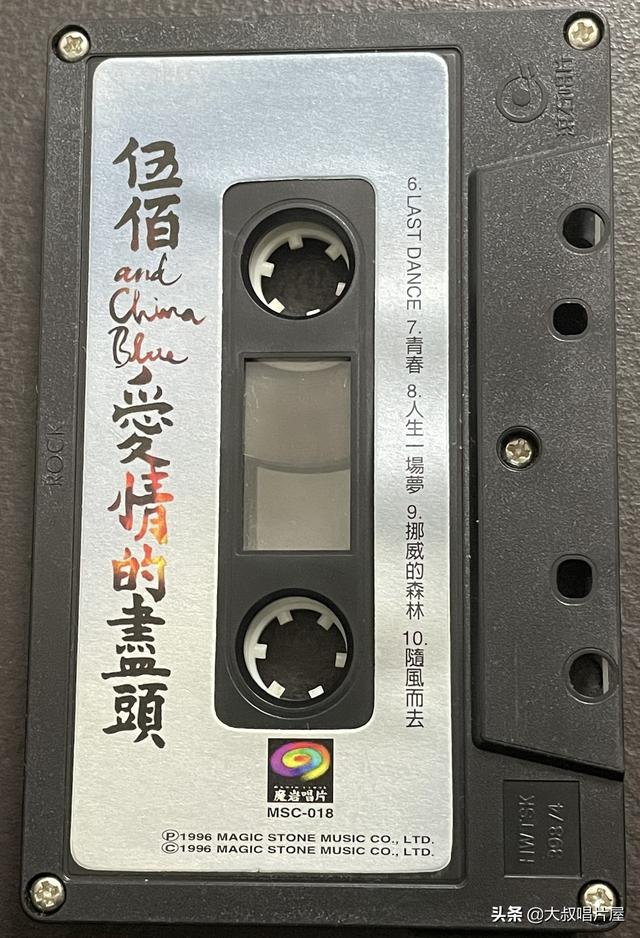 伍佰
and
China
Blue
愛情的盡頭
6. LAST DANCE 7. 青春 8. 人生一場夢 9. 挪威的森林 10. 隨風而去
ROCK
魔岩唱片
MSC-018
Ⓟ1996 MAGIC STONE MUSIC CO., LTD.
©1996 MAGIC STONE MUSIC CO., LTD.
头条 @大叔唱片屋